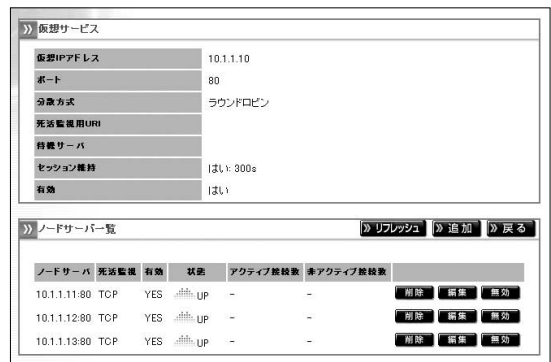 » 仮想サービス
仮想IPアドレス 10.1.1.10
ポート 80
分散方式 ラウンドロビン
死活監視用URI
待機サーバ
セッション維持 はい: 300s
有効 はい
» ノードサーバ一覧 » リフレッシュ » 追加 » 戻る
ノードサーバ 死活監視 有効 状態 アクティブ接続数 非アクティブ接続数
10.1.1.11:80 TCP YES UP - - 削除 編集 無効
10.1.1.12:80 TCP YES UP - - 削除 編集 無効
10.1.1.13:80 TCP YES UP - - 削除 編集 無効